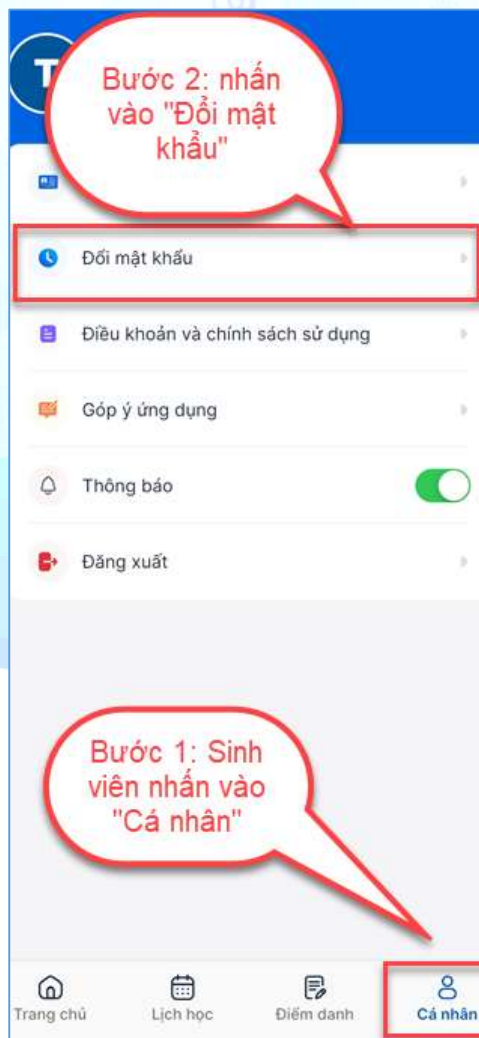 T
Bước 2: nhấn
vào "Đổi mật
khẩu"
Đổi mật khẩu
Điều khoản và chính sách sử dụng
Góp ý ứng dụng
Thông báo
Đăng xuất
Bước 1: Sinh
viên nhấn vào
"Cá nhân"
Trang chủ
Lịch học
Điểm danh
Cá nhân